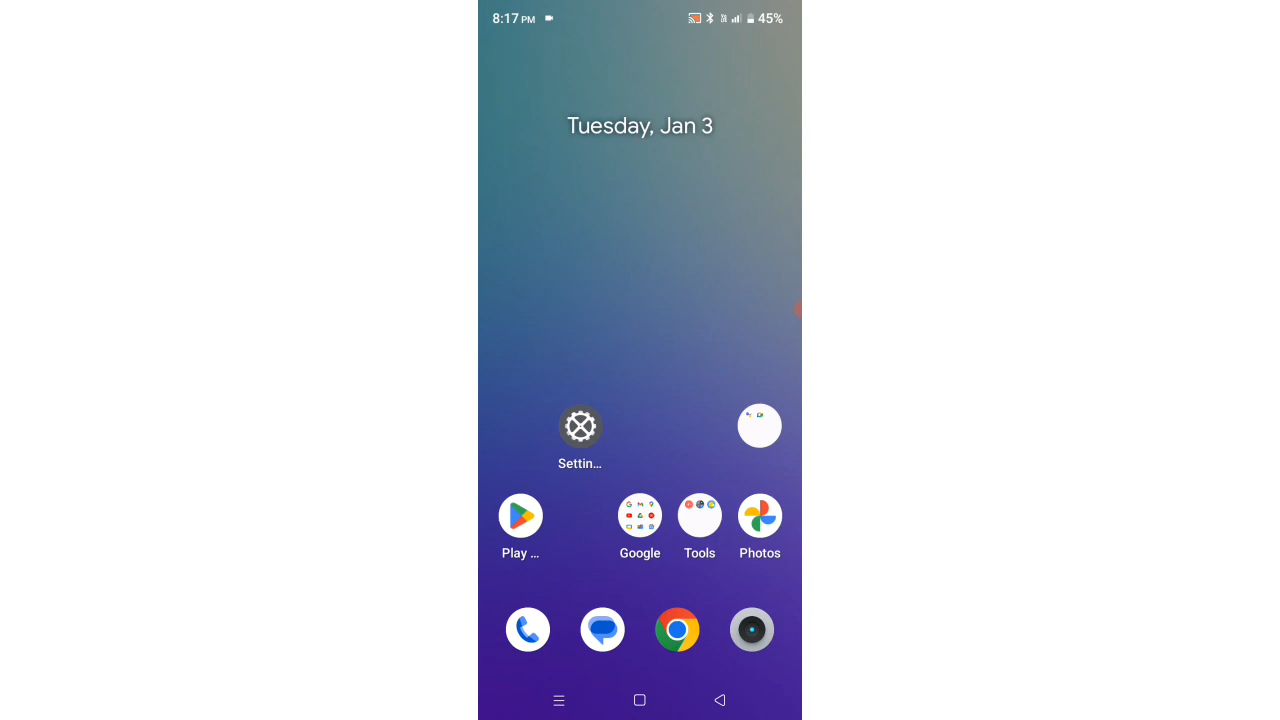 8:17 PM 45%
Tuesday, Jan 3
Settin...
Play ...
Google
Tools
Photos